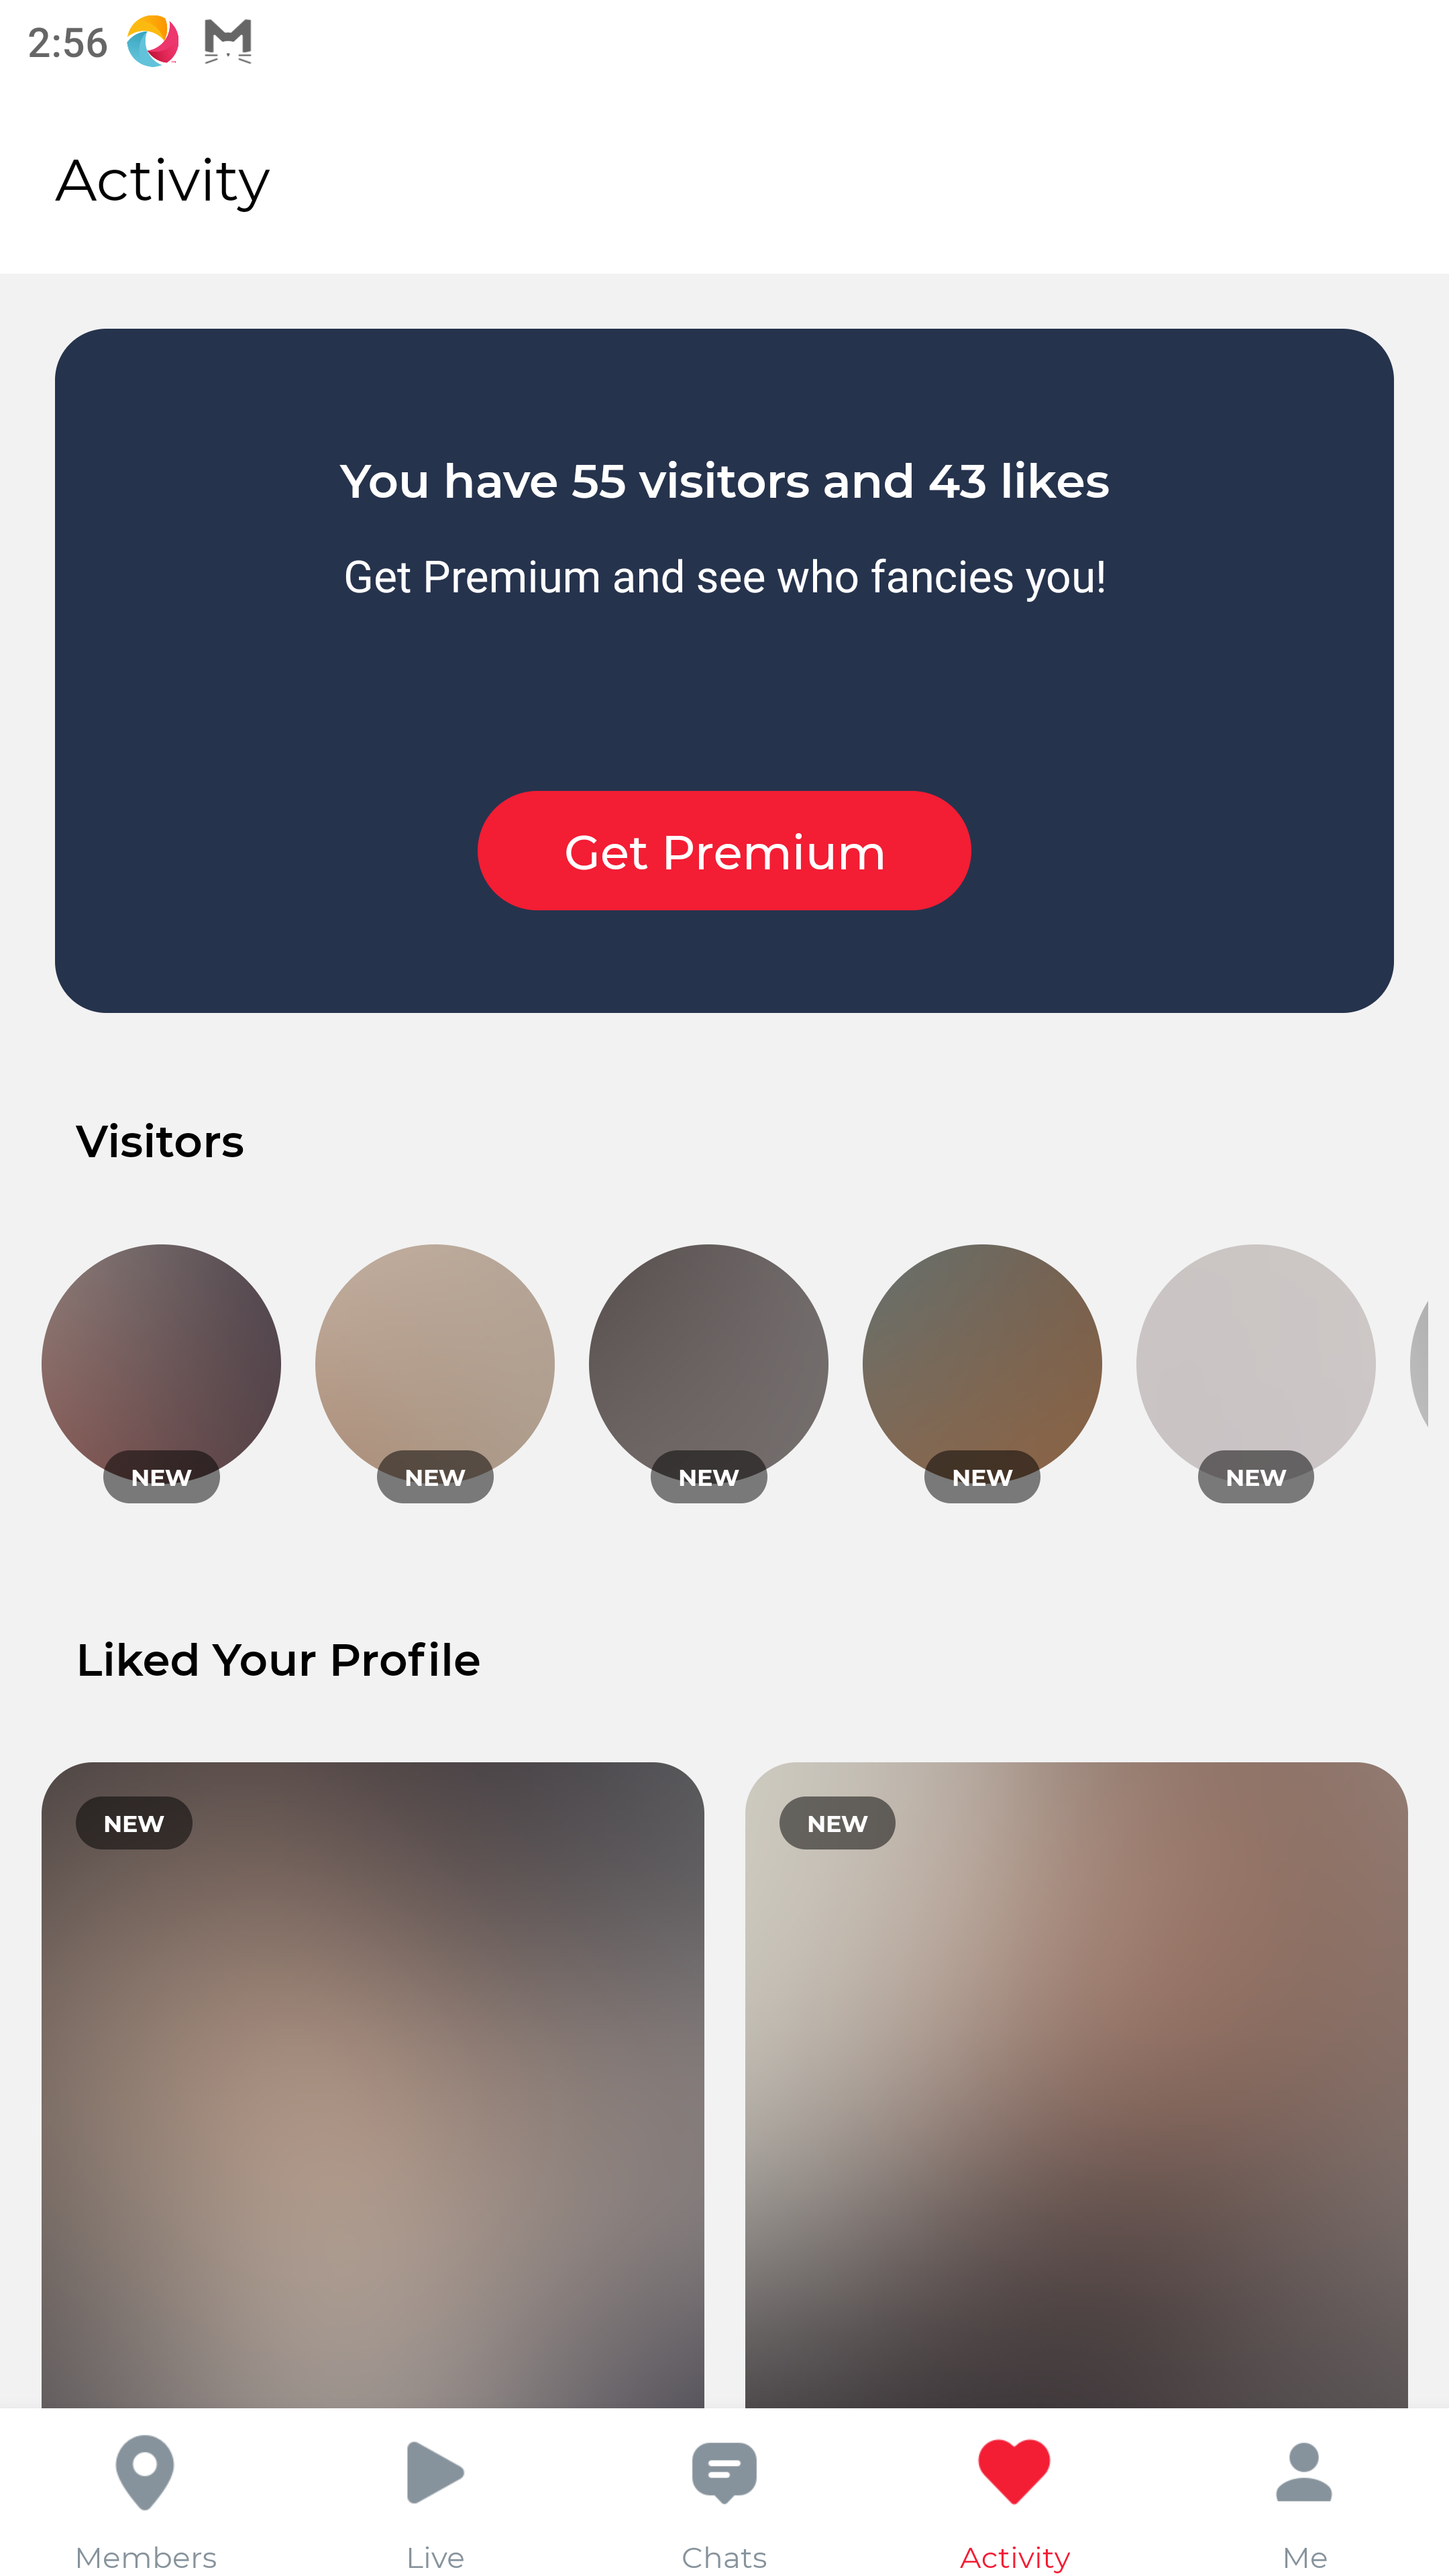 2:56
Activity
You have 55 visitors and 43 likes
Get Premium and see who fancies you!
Get Premium
Visitors
NEW NEW NEW NEW NEW
Liked Your Profile
NEW NEW
Members Live Chats Activity Me